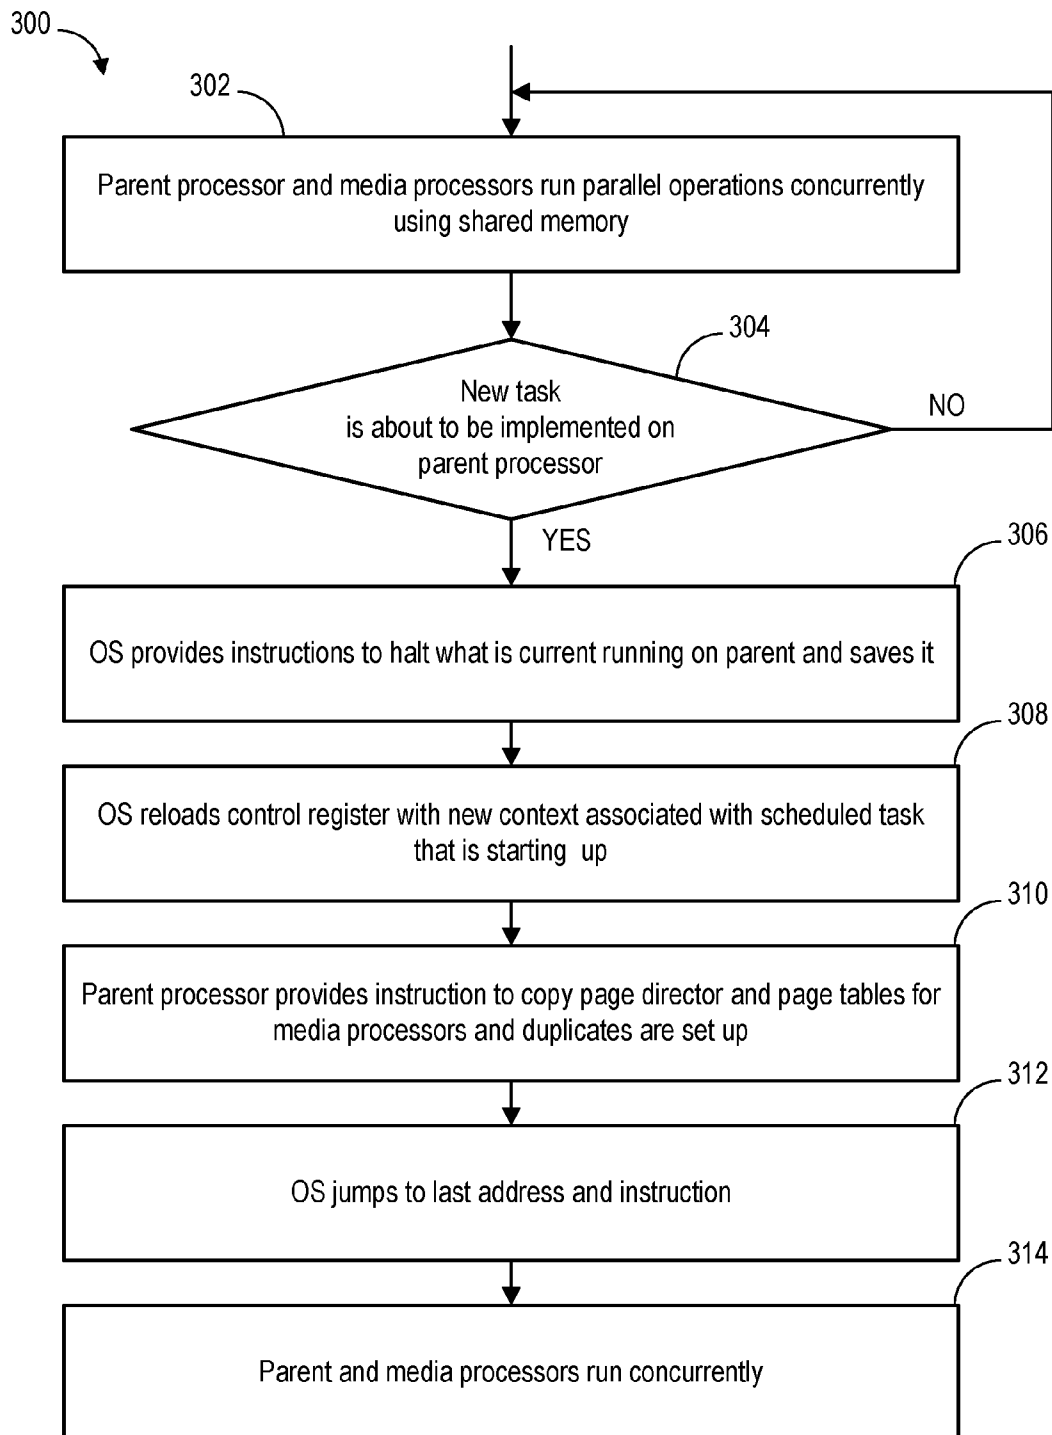 300
302
Parent processor and media processors run parallel operations concurrently
using shared memory
304
New task
is about to be implemented on
parent processor
NO
YES
306
OS provides instructions to halt what is current running on parent and saves it
308
OS reloads control register with new context associated with scheduled task
that is starting up
310
Parent processor provides instruction to copy page director and page tables for
media processors and duplicates are set up
312
OS jumps to last address and instruction
314
Parent and media processors run concurrently